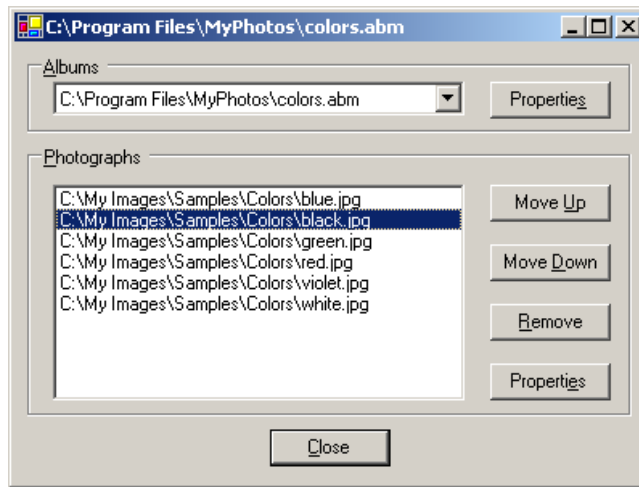 C:\Program Files\MyPhotos\colors.abm
Albums
C:\Program Files\MyPhotos\colors.abm
Properties
Photographs
C:\My Images\Samples\Colors\blue.jpg
C:\My Images\Samples\Colors\black.jpg
C:\My Images\Samples\Colors\green.jpg
C:\My Images\Samples\Colors\red.jpg
C:\My Images\Samples\Colors\violet.jpg
C:\My Images\Samples\Colors\white.jpg
Move Up
Move Down
Remove
Properties
Close